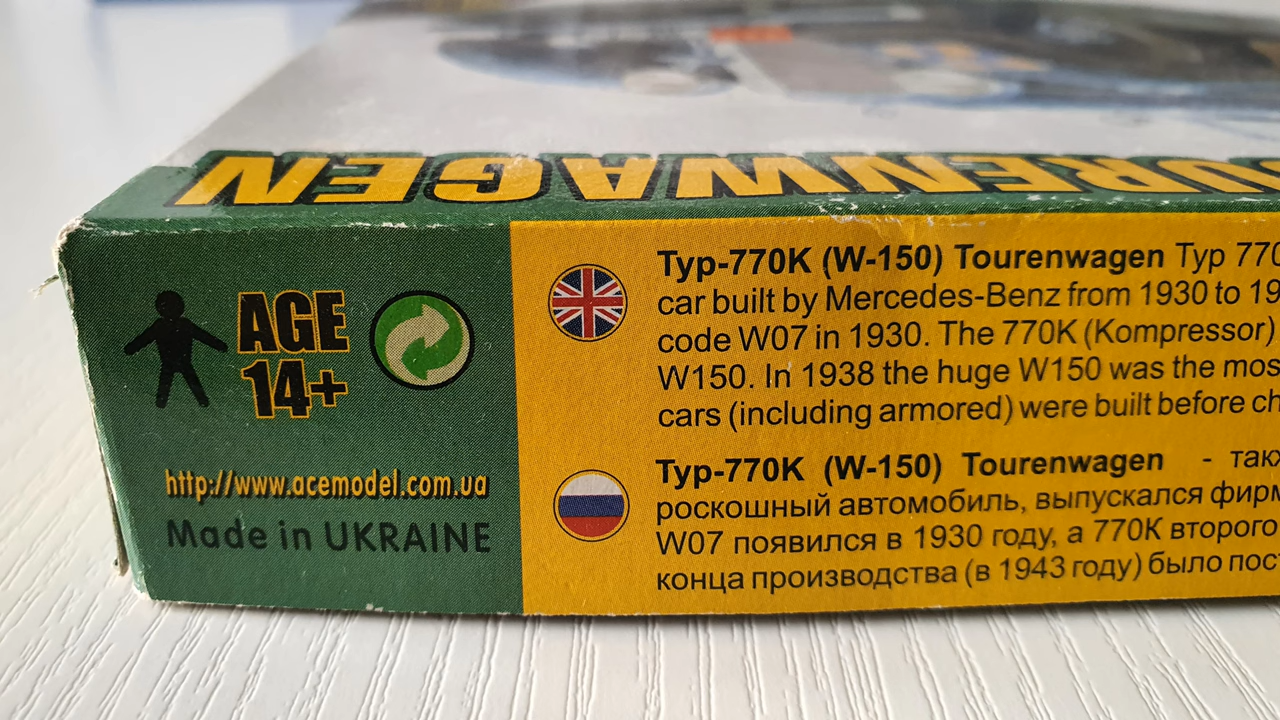 URENWAGEN
AGE
14+
http://www.acemodel.com.ua
Made in UKRAINE
Typ-770K (W-150) Tourenwagen Typ 770
car built by Mercedes-Benz from 1930 to 19
code W07 in 1930. The 770K (Kompressor)
W150. In 1938 the huge W150 was the mos
cars (including armored) were built before ch
Typ-770K (W-150) Tourenwagen - так
роскошный автомобиль, выпускался фирм
W07 появился в 1930 году, а 770К второго
конца производства (в 1943 году) было пос